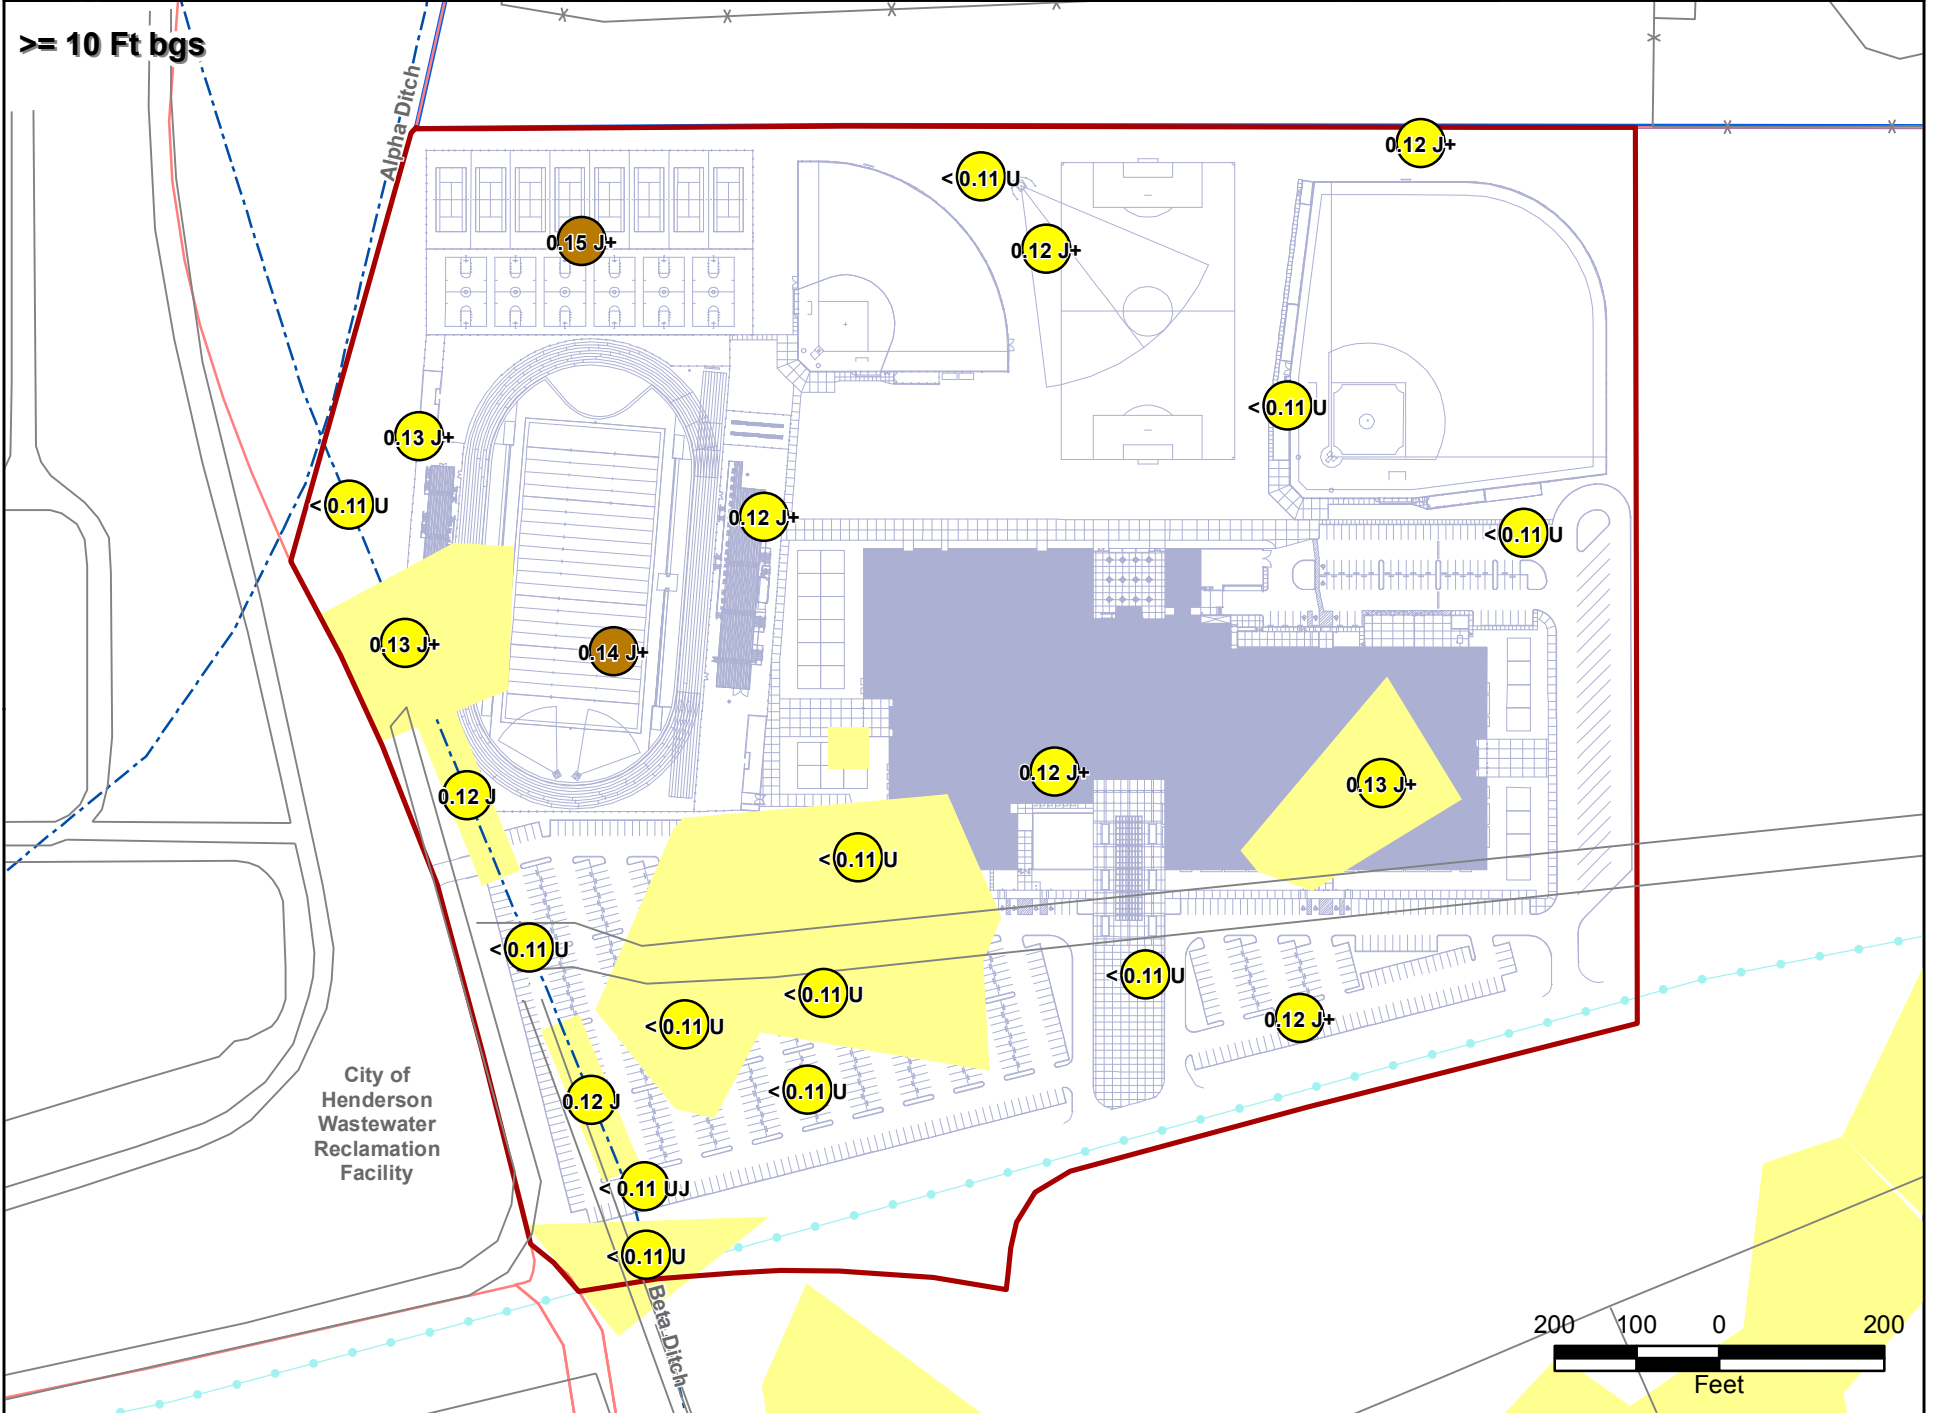 >= 10 Ft bgs
Alpha Ditch
0.12 J+
< 0.11 U
0.15 J+
0.12 J+
< 0.11 U
0.13 J+
< 0.11 U
0.12 J+
< 0.11 U
0.13 J+
0.14 J+
0.12 J+
0.13 J+
0.12 J
< 0.11 U
< 0.11 U
< 0.11 U
< 0.11 U
0.12 J+
< 0.11 U
< 0.11 U
0.12 J
City of
Henderson
Wastewater
Reclamation
Facility
< 0.11 UJ
< 0.11 U
Beta Ditch
200 100 0 200
Feet